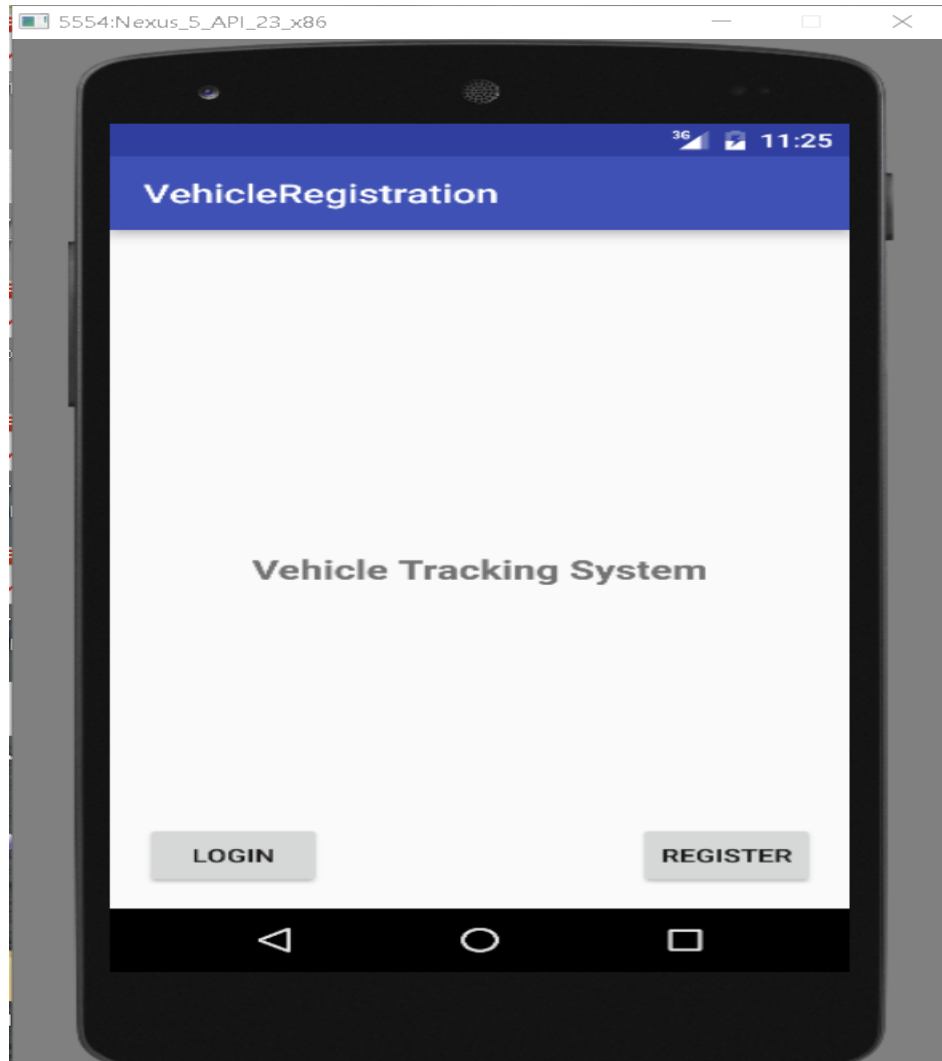 5554:Nexus_5_API_23_x86
36 11:25
VehicleRegistration
Vehicle Tracking System
LOGIN REGISTER